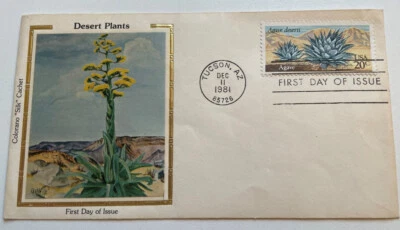 Desert Plants
Colorano "Silk" Cachet
First Day of Issue
TUCSON, AZ
DEC
11
1981
85726
Agave deserti
Agave
USA
20c
FIRST DAY OF ISSUE